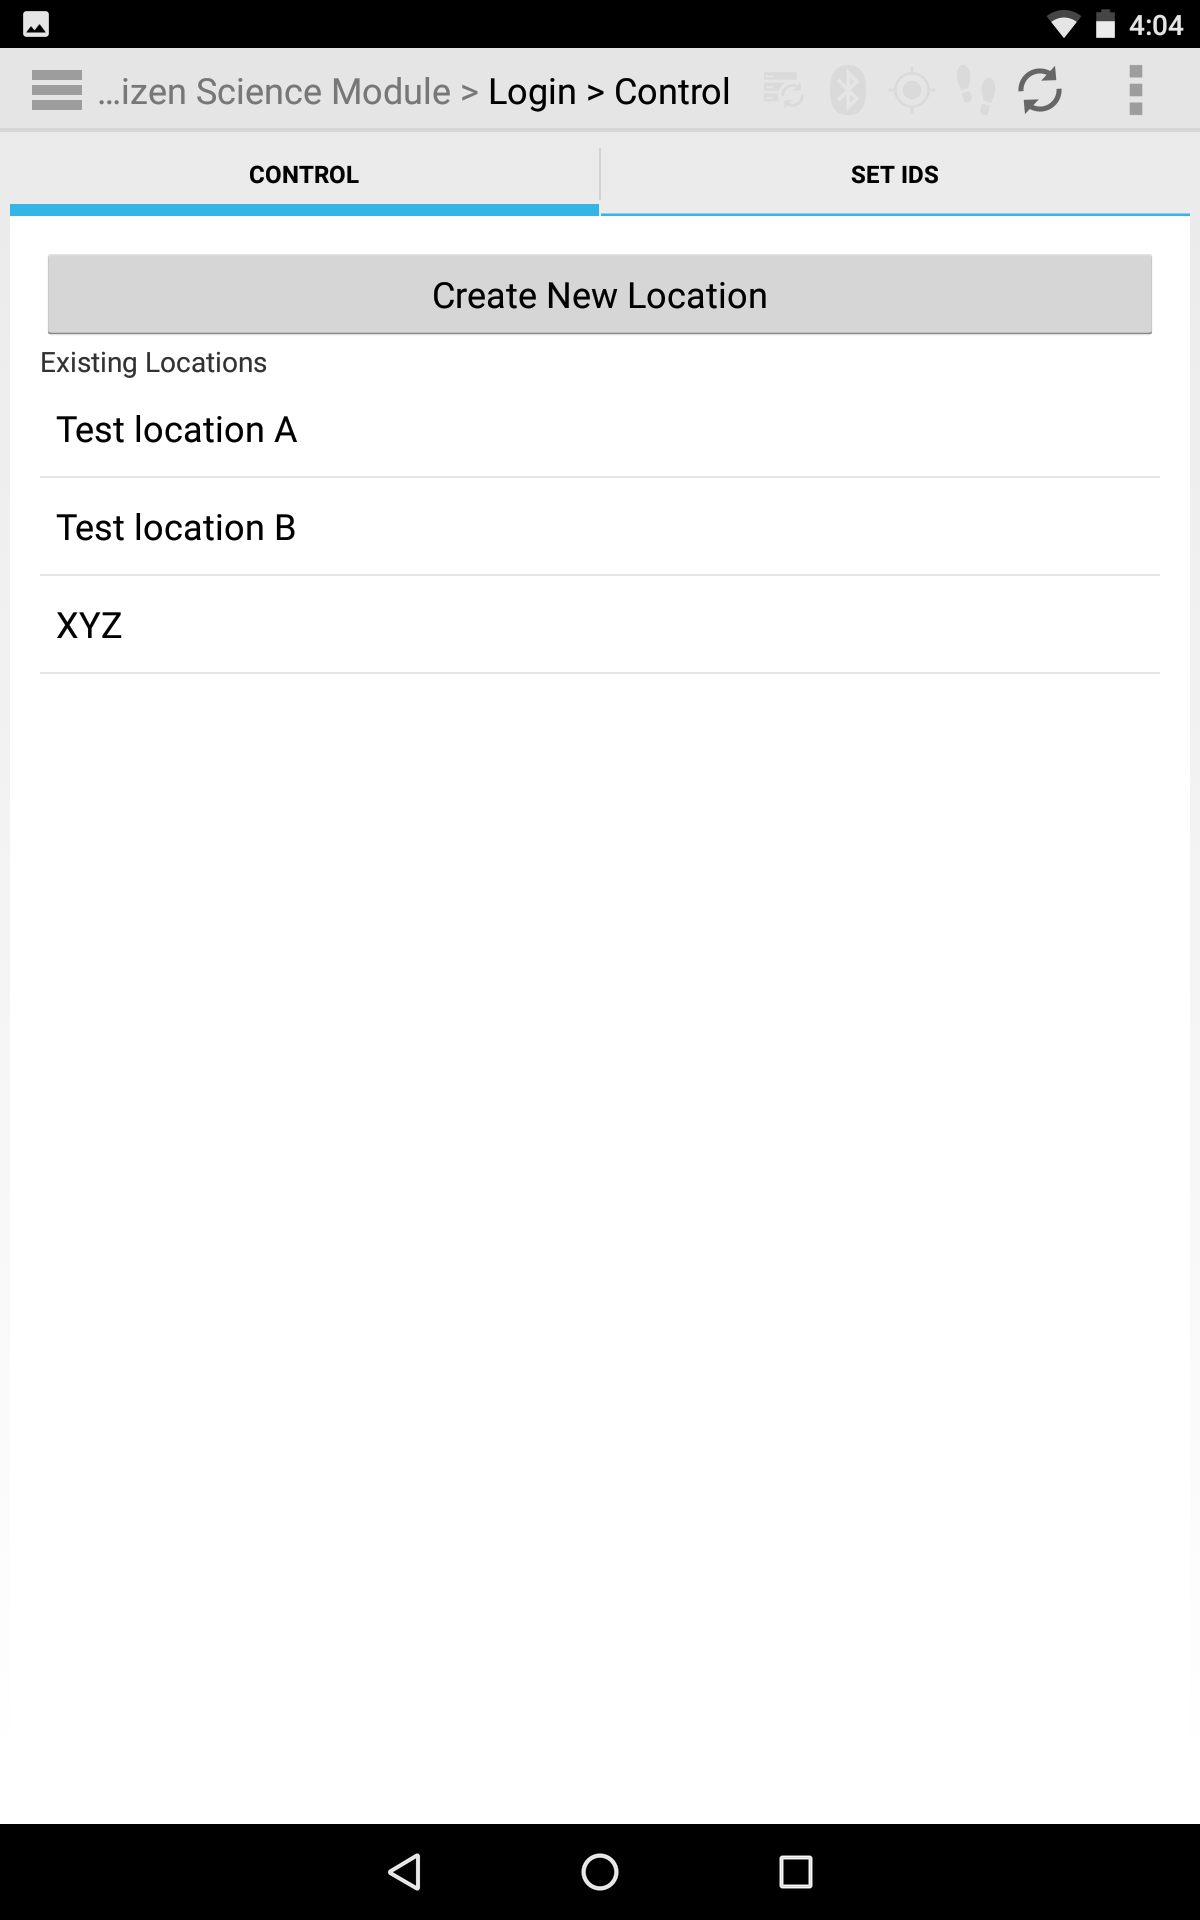 4:04
...izen Science Module > Login > Control
CONTROL
SET IDS
Create New Location
Existing Locations
Test location A
Test location B
XYZ